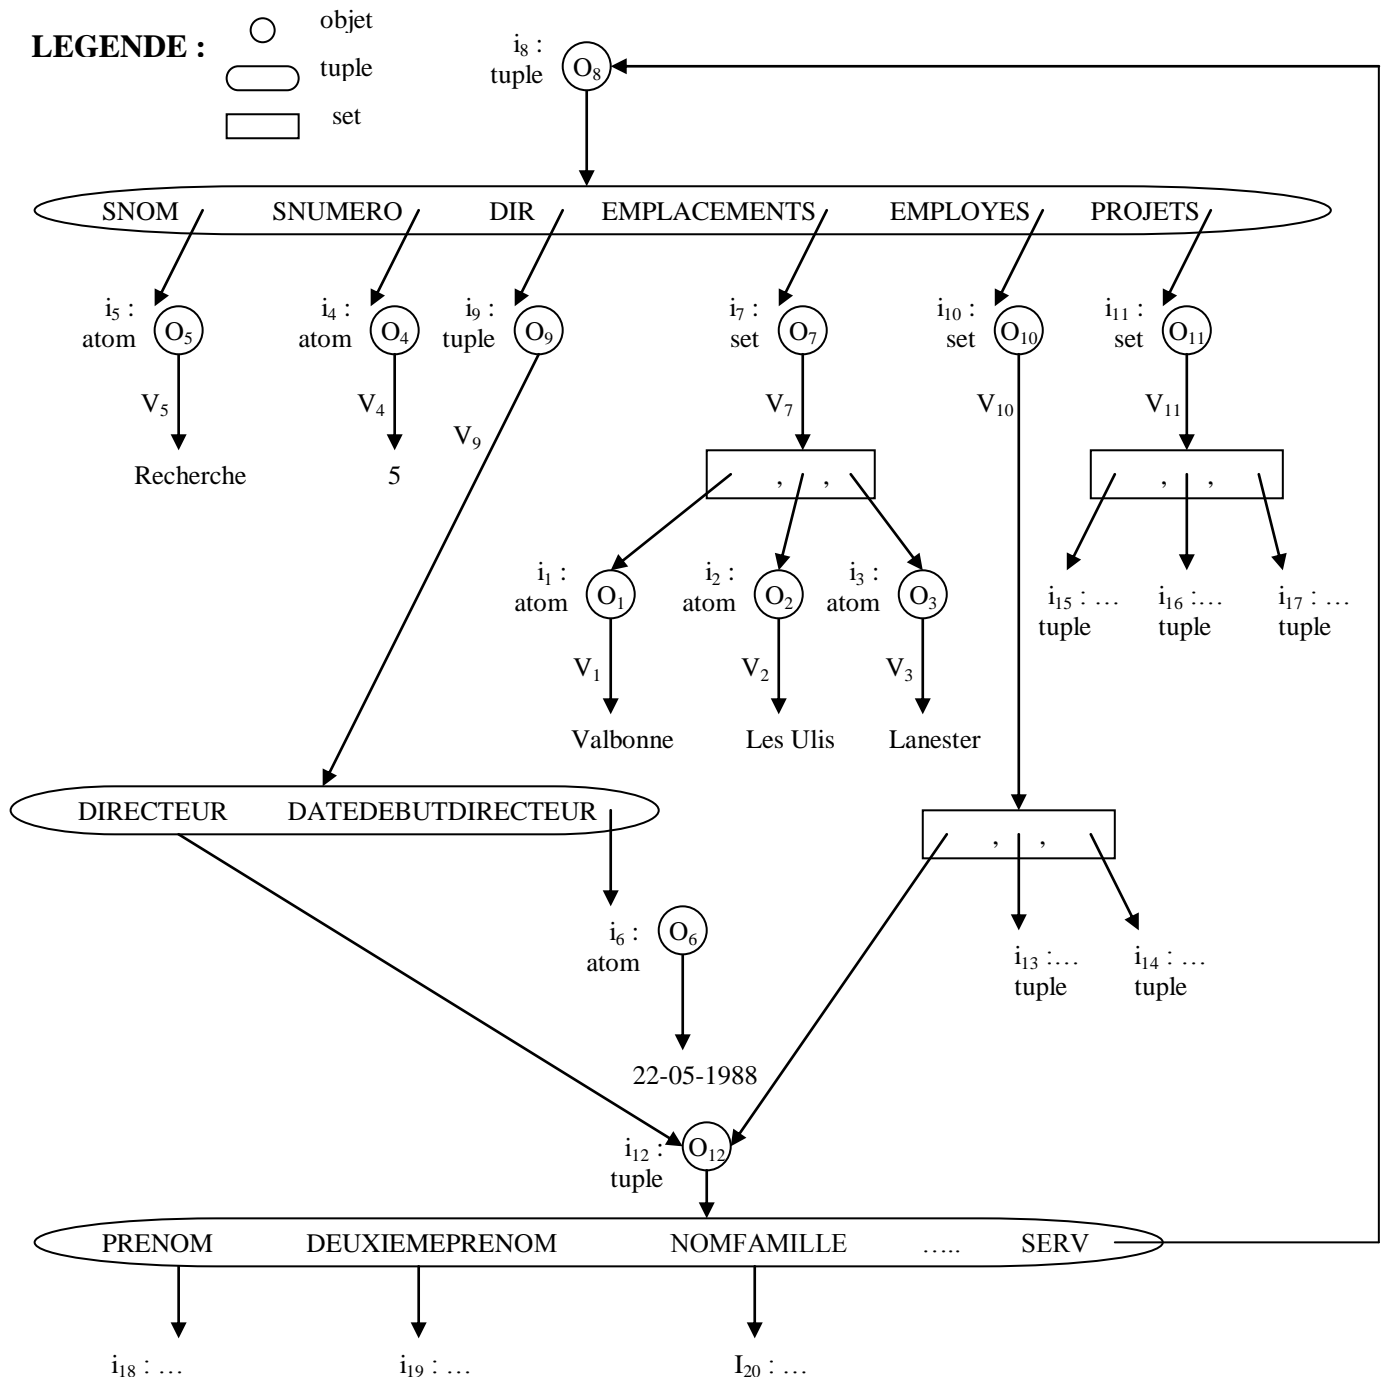 LEGENDE :
objet
tuple
set
i₈ :
tuple
O₈
SNOM SNUMERO DIR EMPLACEMENTS EMPLOYES PROJETS
i₅ :
atom
O₅
i₄ :
atom
O₄
i₉ :
tuple
O₉
i₇ :
set
O₇
i₁₀ :
set
O₁₀
i₁₁ :
set
O₁₁
V₅
V₄
V₉
V₇
V₁₀
V₁₁
Recherche
5
, ,
, ,
i₁ :
atom
O₁
i₂ :
atom
O₂
i₃ :
atom
O₃
i₁₅ : …
tuple
i₁₆ :…
tuple
i₁₇ : …
tuple
V₁
V₂
V₃
Valbonne
Les Ulis
Lanester
DIRECTEUR DATEDEBUTDIRECTEUR
, ,
i₆ :
atom
O₆
i₁₃ :…
tuple
i₁₄ : …
tuple
22-05-1988
i₁₂ :
tuple
O₁₂
PRENOM DEUXIEMEPRENOM NOMFAMILLE ….. SERV
i₁₈ : …
i₁₉ : …
I₂₀ : …